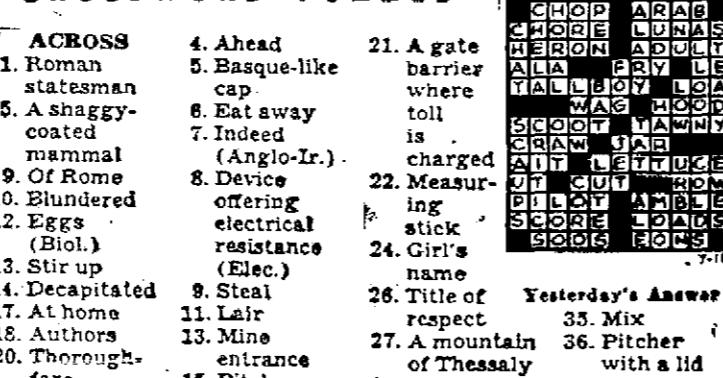 ACROSS
1. Roman
statesman
5. A shaggy-
coated
mammal
9. Of Rome
0. Blundered
2. Eggs
(Biol.)
3. Stir up
4. Decapitated
7. At home
8. Authors
20. Thorough-
4. Ahead
5. Basque-like
cap
6. Eat away
7. Indeed
(Anglo-Ir.)
8. Device
offering
electrical
resistance
(Elec.)
9. Steal
11. Lair
13. Mine
entrance
21. A gate
barrier
where
toll
is
charged
22. Measur-
ing
stick
24. Girl's
name
26. Title of
respect
27. A mountain
of Thessaly
CHOP ARAB
CHORE LUNAS
HERON ADULT
ALA FRY LE
TALLBOY LOA
WAG HOOD
SCOOT TAWNY
CRAW JAR
AIT LETTUCE
UT CUT RON
PILOT AMBLE
SCORE LOADS
SODS EONS
Yesterday's Answer
35. Mix
36. Pitcher
with a lid